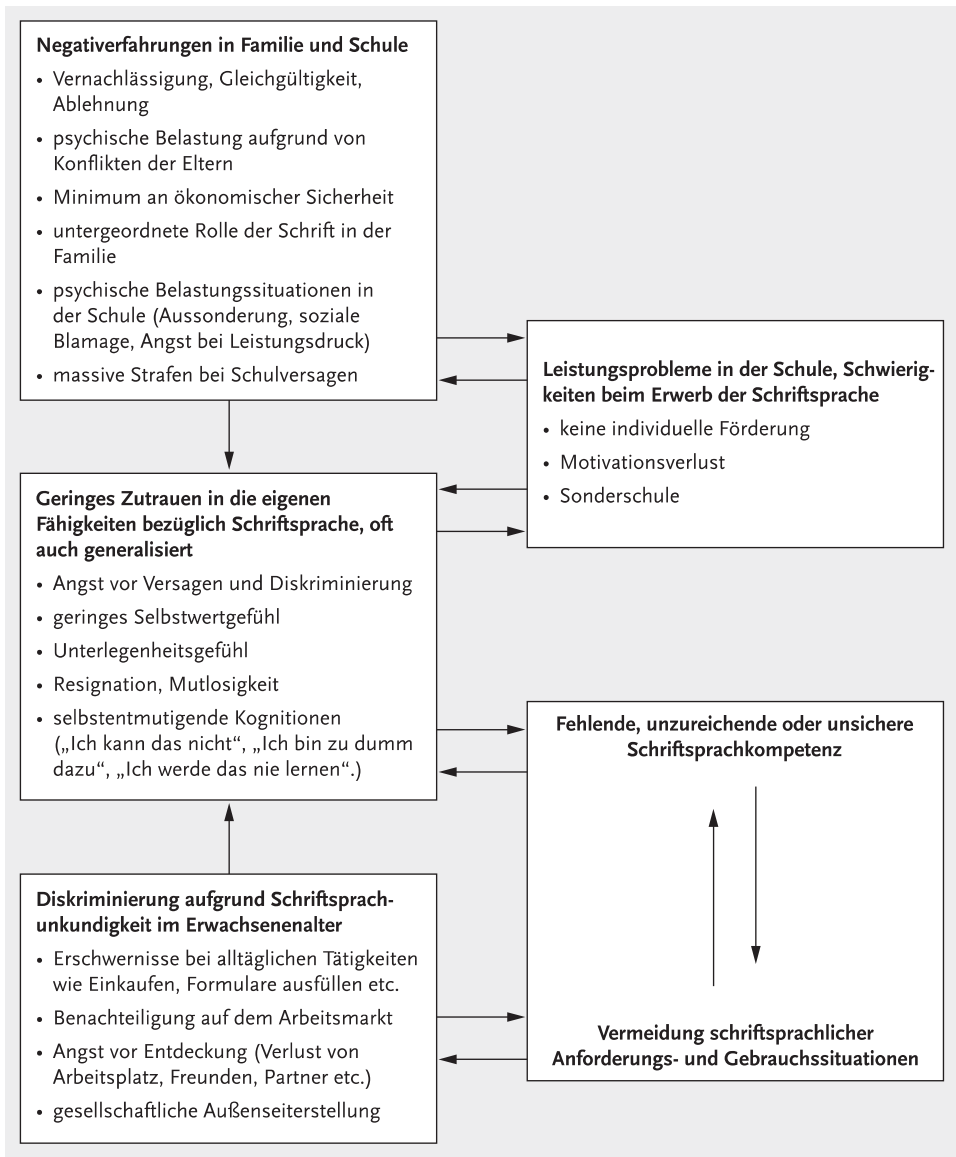 Negativerfahrungen in Familie und Schule
• Vernachlässigung, Gleichgültigkeit,
Ablehnung
• psychische Belastung aufgrund von
Konflikten der Eltern
• Minimum an ökonomischer Sicherheit
• untergeordnete Rolle der Schrift in der
Familie
• psychische Belastungssituationen in
der Schule (Aussonderung, soziale
Blamage, Angst bei Leistungsdruck)
• massive Strafen bei Schulversagen
Leistungsprobleme in der Schule, Schwierig-
keiten beim Erwerb der Schriftsprache
• keine individuelle Förderung
• Motivationsverlust
• Sonderschule
Geringes Zutrauen in die eigenen
Fähigkeiten bezüglich Schriftsprache, oft
auch generalisiert
• Angst vor Versagen und Diskriminierung
• geringes Selbstwertgefühl
• Unterlegenheitsgefühl
• Resignation, Mutlosigkeit
• selbstentmutigende Kognitionen
(„Ich kann das nicht“, „Ich bin zu dumm
dazu“, „Ich werde das nie lernen“.)
Fehlende, unzureichende oder unsichere
Schriftsprachkompetenz
Vermeidung schriftsprachlicher
Anforderungs- und Gebrauchssituationen
Diskriminierung aufgrund Schriftsprach-
unkundigkeit im Erwachsenenalter
• Erschwernisse bei alltäglichen Tätigkeiten
wie Einkaufen, Formulare ausfüllen etc.
• Benachteiligung auf dem Arbeitsmarkt
• Angst vor Entdeckung (Verlust von
Arbeitsplatz, Freunden, Partner etc.)
• gesellschaftliche Außenseiterstellung